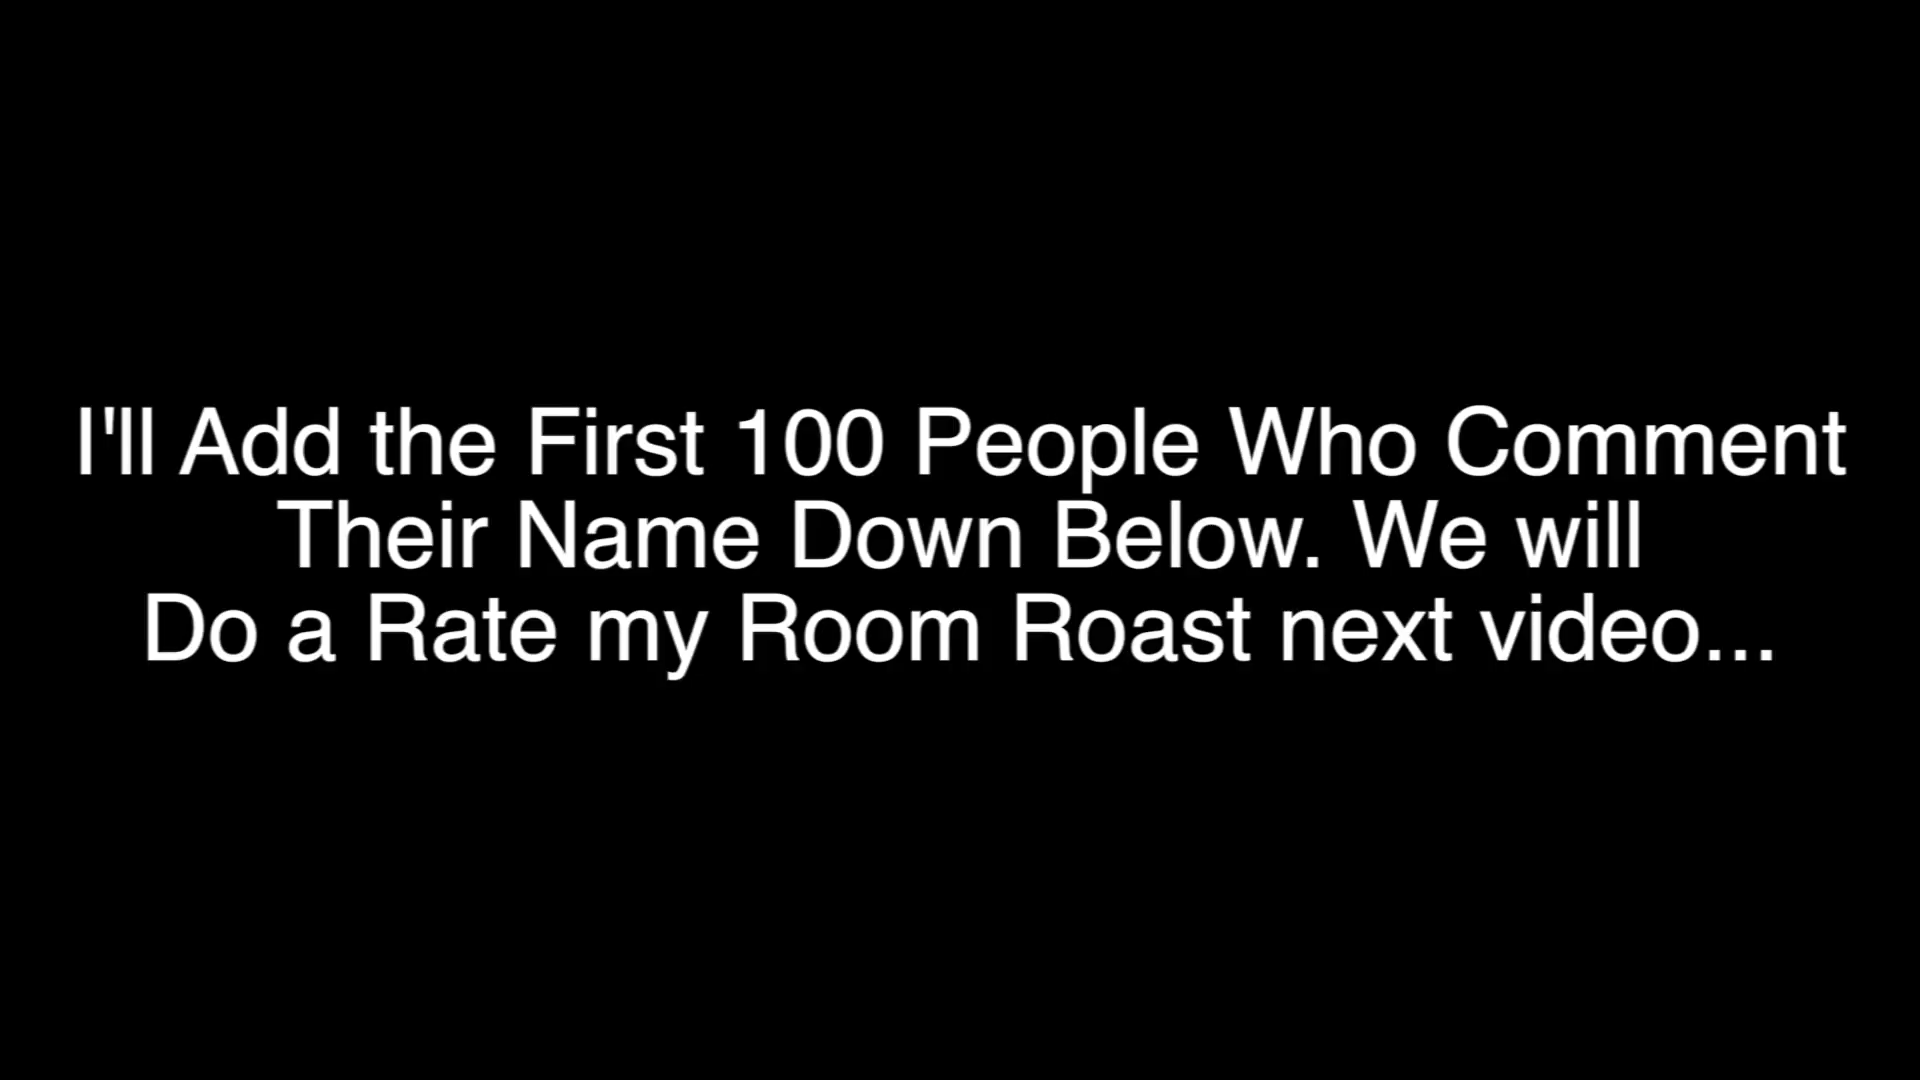 I'll Add the First 100 People Who Comment
Their Name Down Below. We will
Do a Rate my Room Roast next video...